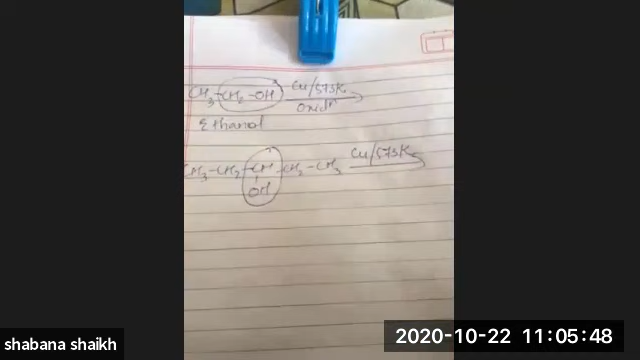 CH₃-CH₂-OH Cu/573K
Oxidn
Ethanol
CH₃-CH₂-CH-CH₂-CH₃ Cu/573K
OH
shabana shaikh
2020-10-22 11:05:48